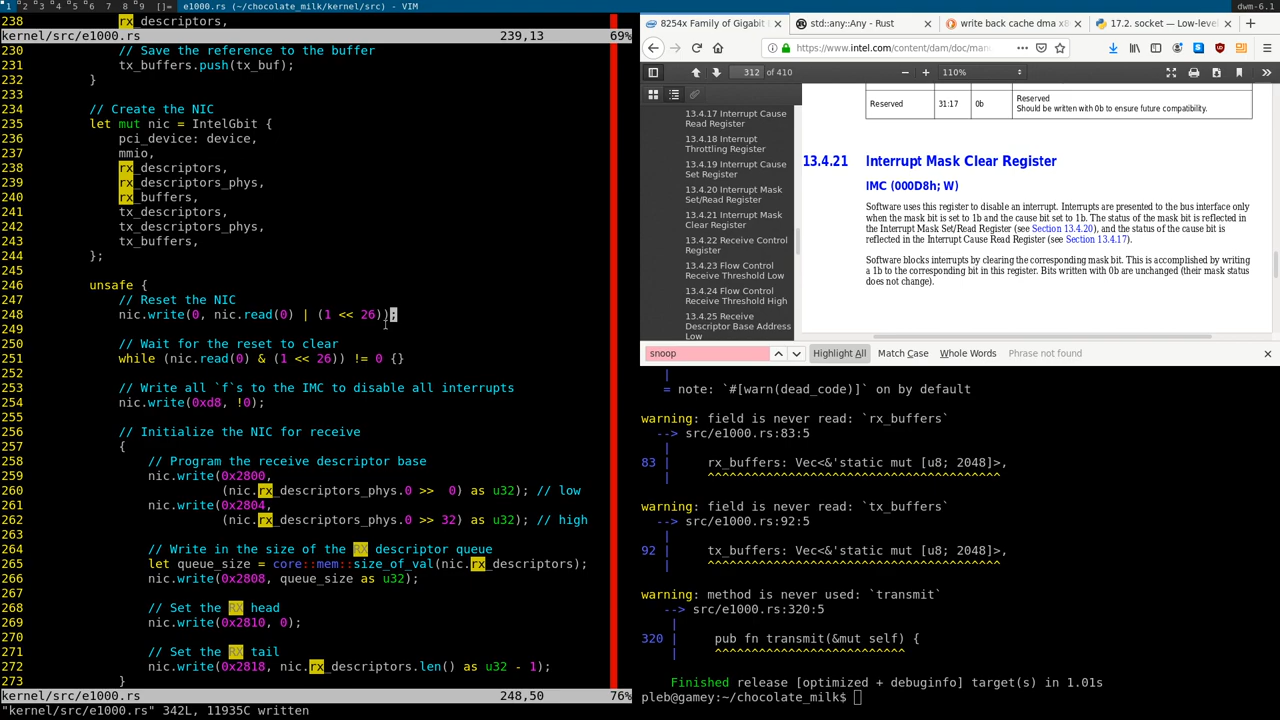 1 2 3 4 5 6 7 8 9 []= e1000.rs (~/chocolate_milk/kernel/src) - VIM
dwm-6.1
238             rx_descriptors,
kernel/src/e1000.rs 239,13 69%
230             // Save the reference to the buffer
231             tx_buffers.push(tx_buf);
232         }
233
234         // Create the NIC
235         let mut nic = IntelGbit {
236             pci_device: device,
237             mmio,
238             rx_descriptors,
239             rx_descriptors_phys,
240             rx_buffers,
241             tx_descriptors,
242             tx_descriptors_phys,
243             tx_buffers,
244         };
245
246         unsafe {
247             // Reset the NIC
248             nic.write(0, nic.read(0) | (1 << 26));
249
250             // Wait for the reset to clear
251             while (nic.read(0) & (1 << 26)) != 0 {}
252
253             // Write all `f`s to the IMC to disable all interrupts
254             nic.write(0xd8, !0);
255
256             // Initialize the NIC for receive
257             {
258                 // Program the receive descriptor base
259                 nic.write(0x2800,
260                           (nic.rx_descriptors_phys.0 >>  0) as u32); // low
261                 nic.write(0x2804,
262                           (nic.rx_descriptors_phys.0 >> 32) as u32); // high
263
264                 // Write in the size of the RX descriptor queue
265                 let queue_size = core::mem::size_of_val(nic.rx_descriptors);
266                 nic.write(0x2808, queue_size as u32);
267
268                 // Set the RX head
269                 nic.write(0x2810, 0);
270
271                 // Set the RX tail
272                 nic.write(0x2818, nic.rx_descriptors.len() as u32 - 1);
273             }
kernel/src/e1000.rs 248,50 76%
"kernel/src/e1000.rs" 342L, 11935C written
8254x Family of Gigabit
std::any::Any - Rust
write back cache dma x8
17.2. socket — Low-leve
https://www.intel.com/content/dam/doc/man
312 of 410
110%
13.4.17 Interrupt Cause
Read Register
13.4.18 Interrupt
Throttling Register
13.4.19 Interrupt Cause
Set Register
13.4.20 Interrupt Mask
Set/Read Register
13.4.21 Interrupt Mask
Clear Register
13.4.22 Receive Control
Register
13.4.23 Flow Control
Receive Threshold Low
13.4.24 Flow Control
Receive Threshold High
13.4.25 Receive
Descriptor Base Address
Low
Reserved 31:17 0b Reserved
Should be written with 0b to ensure future compatibility.
13.4.21 Interrupt Mask Clear Register
IMC (000D8h; W)
Software uses this register to disable an interrupt. Interrupts are presented to the bus interface only
when the mask bit is set to 1b and the cause bit set to 1b. The status of the mask bit is reflected in
the Interrupt Mask Set/Read Register (see Section 13.4.20), and the status of the cause bit is
reflected in the Interrupt Cause Read Register (see Section 13.4.17).
Software blocks interrupts by clearing the corresponding mask bit. This is accomplished by writing
a 1b to the corresponding bit in this register. Bits written with 0b are unchanged (their mask status
does not change).
snoop Highlight All Match Case Whole Words Phrase not found
    |
    = note: `#[warn(dead_code)]` on by default
warning: field is never read: `rx_buffers`
   --> src/e1000.rs:83:5
    |
83  |     rx_buffers: Vec<&'static mut [u8; 2048]>,
    |     ^^^^^^^^^^^^^^^^^^^^^^^^^^^^^^^^^^^^^^^^
warning: field is never read: `tx_buffers`
   --> src/e1000.rs:92:5
    |
92  |     tx_buffers: Vec<&'static mut [u8; 2048]>,
    |     ^^^^^^^^^^^^^^^^^^^^^^^^^^^^^^^^^^^^^^^^
warning: method is never used: `transmit`
   --> src/e1000.rs:320:5
    |
320 |      pub fn transmit(&mut self) {
    |      ^^^^^^^^^^^^^^^^^^^^^^^^^^
    Finished release [optimized + debuginfo] target(s) in 1.01s
pleb@gamey:~/chocolate_milk$